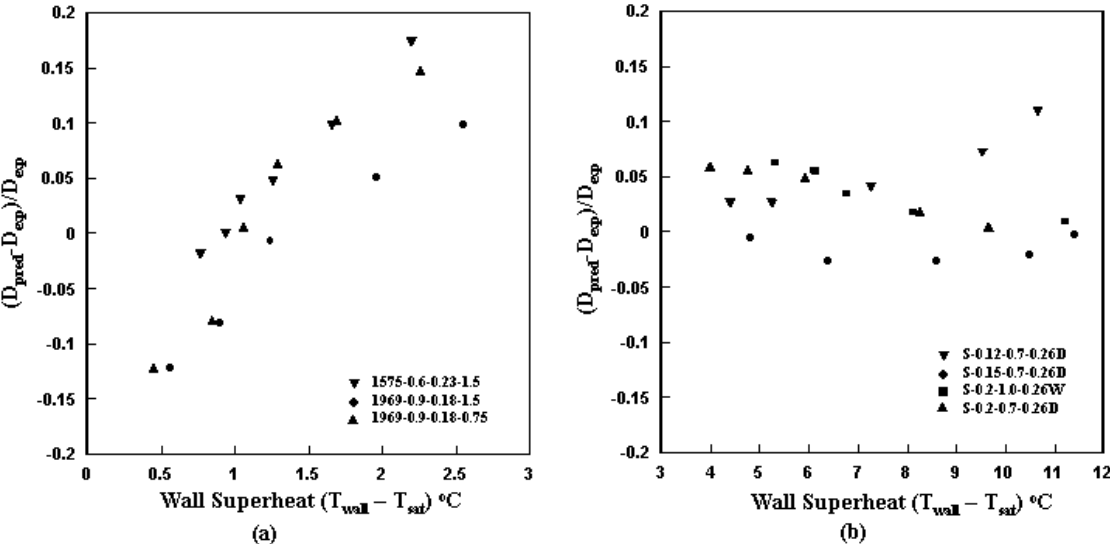 0.2
0.15
0.1
0.05
0
-0.05
-0.1
-0.15
-0.2
(Dpred-Dexp)/Dexp
0 0.5 1 1.5 2 2.5 3
Wall Superheat (Twall – Tsat) ºC
(a)
1575-0.6-0.23-1.5
1969-0.9-0.18-1.5
1969-0.9-0.18-0.75
0.2
0.15
0.1
0.05
0
-0.05
-0.1
-0.15
-0.2
(Dpred-Dexp)/Dexp
3 4 5 6 7 8 9 10 11 12
Wall Superheat (Twall – Tsat) ºC
(b)
S-0.12-0.7-0.26D
S-0.15-0.7-0.26D
S-0.2-1.0-0.26W
S-0.2-0.7-0.26D